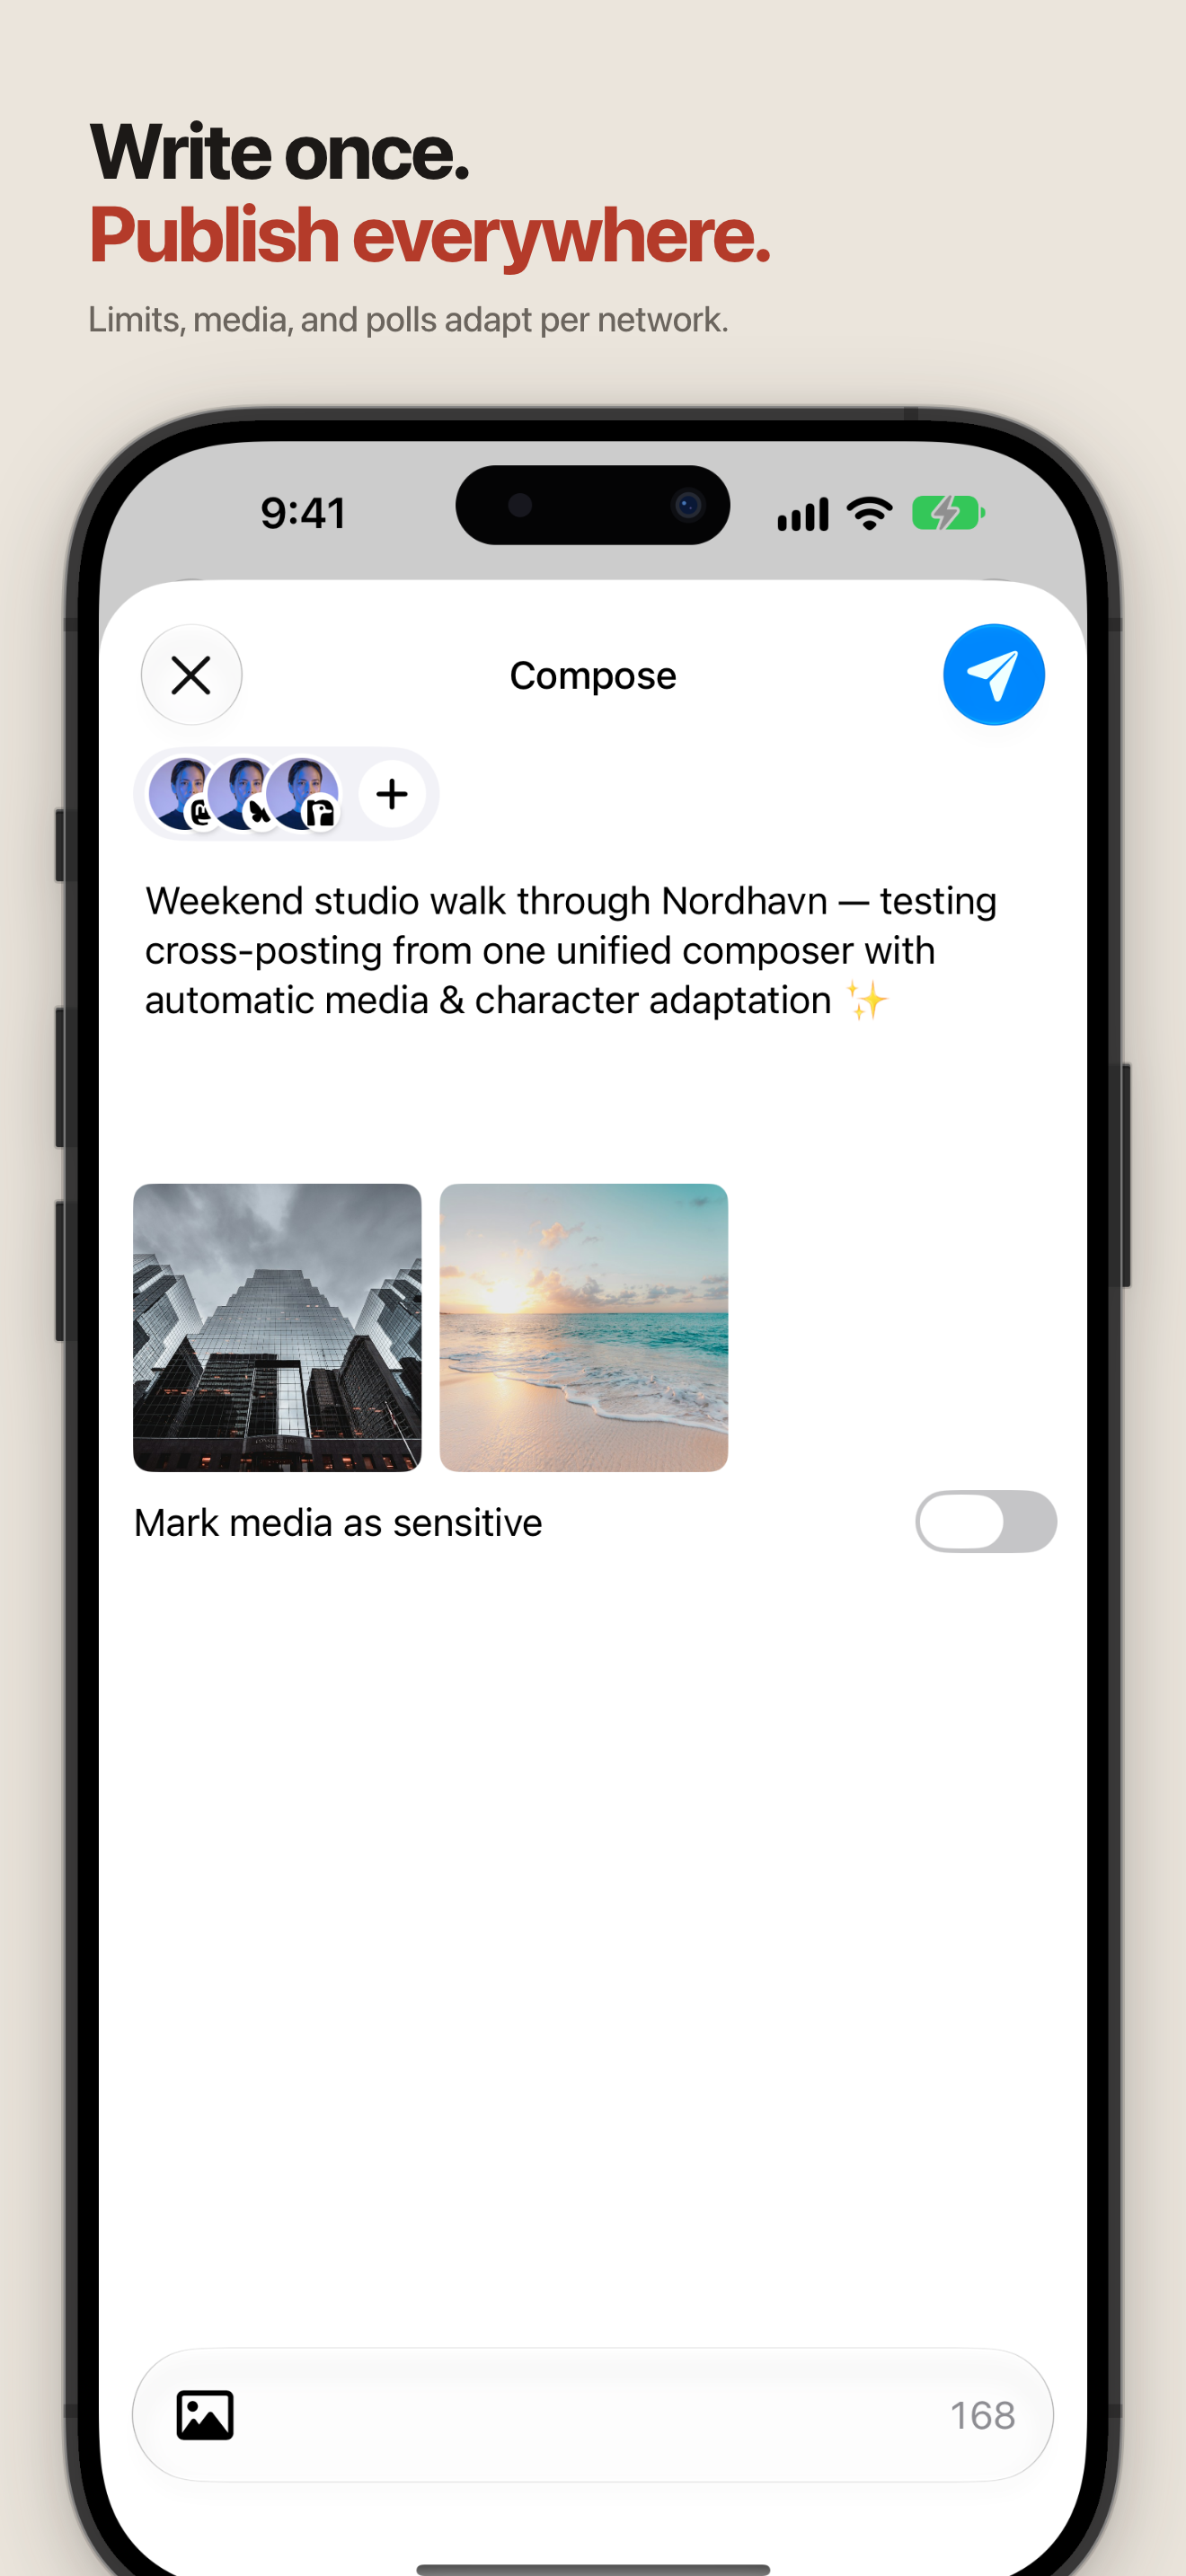 Write once.
Publish everywhere.
Limits, media, and polls adapt per network.
9:41
Compose
Weekend studio walk through Nordhavn — testing
cross-posting from one unified composer with
automatic media & character adaptation ✨
Mark media as sensitive
168